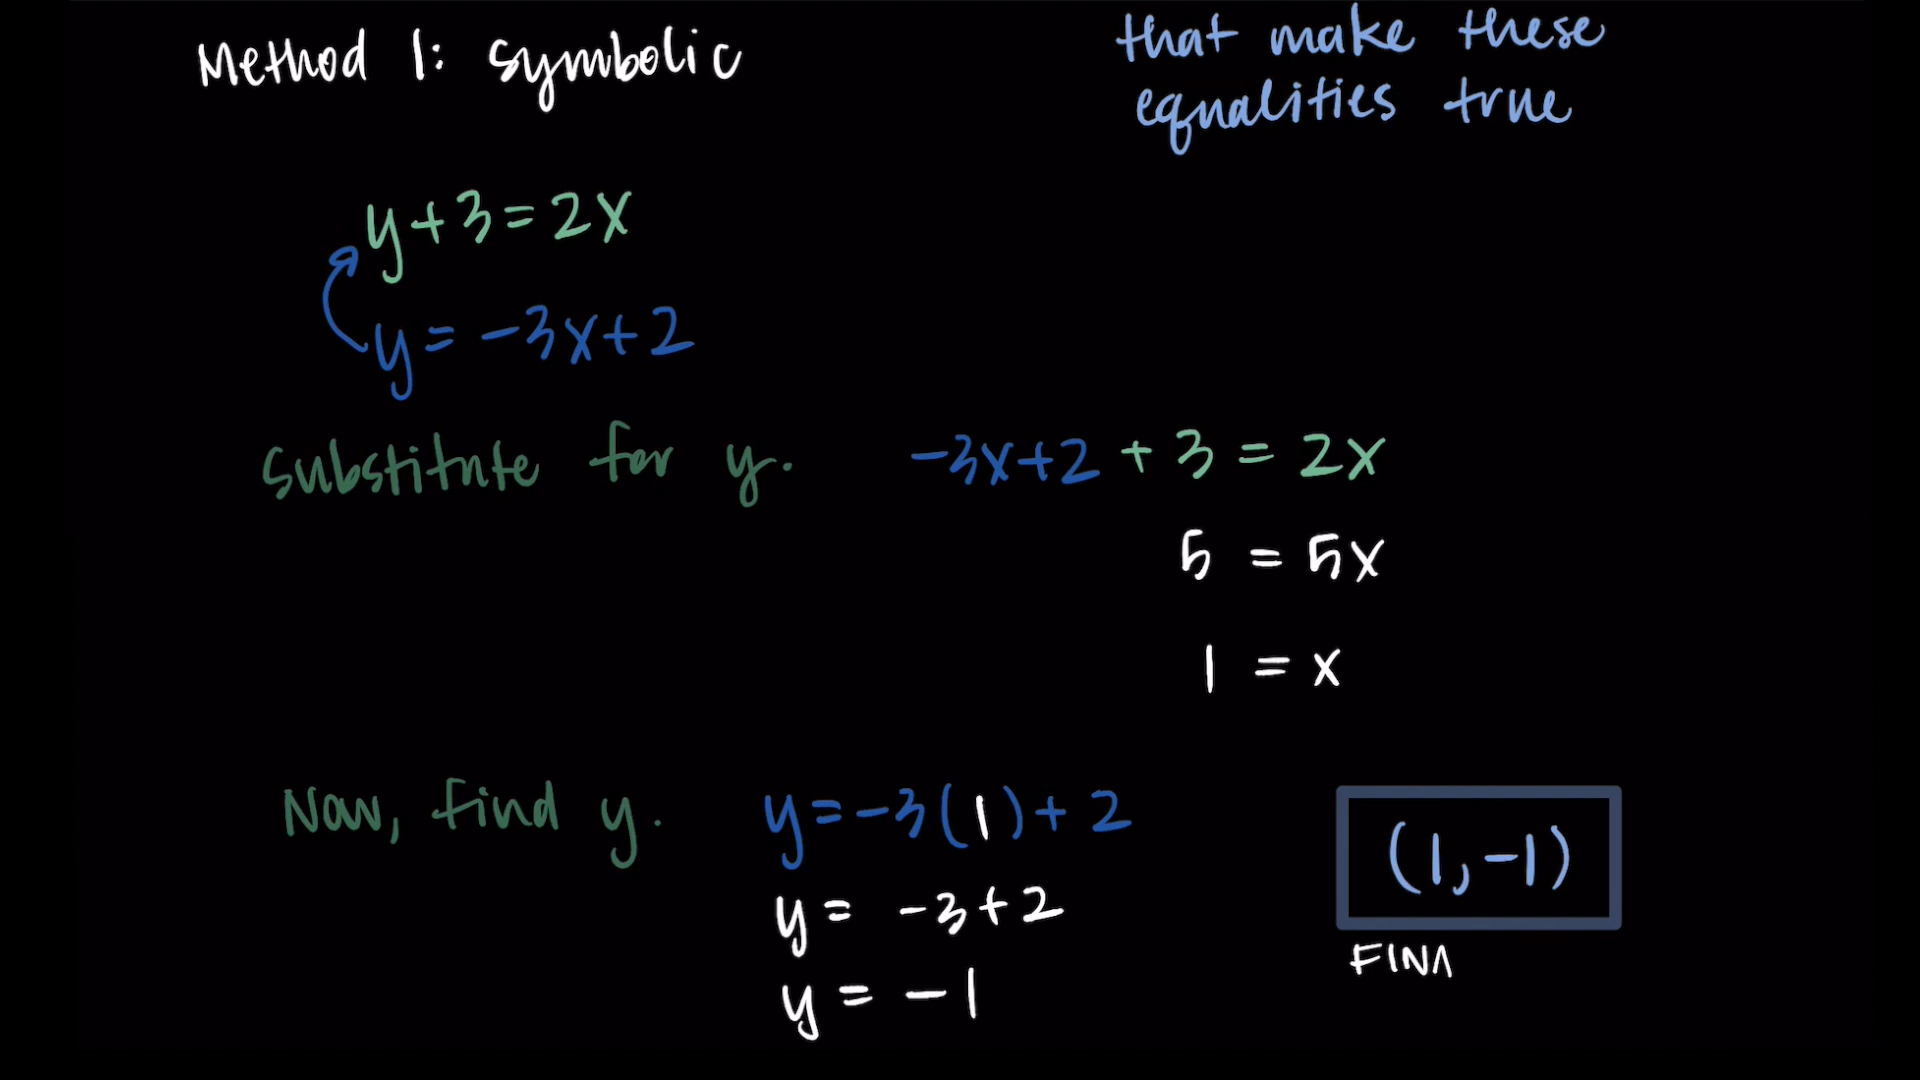 Method 1: Symbolic
that make these
equalities true
y+3=2x
y=-3x+2
Substitute for y.
-3x+2+3=2x
5=5x
1=x
Now, find y.
y=-3(1)+2
y=-3+2
y=-1
(1,-1)
FINA